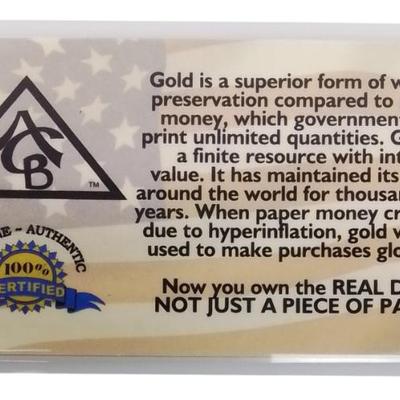 Gold is a superior form of w
preservation compared to
money, which government
print unlimited quantities. G
a finite resource with int
value. It has maintained its
around the world for thousan
years. When paper money cr
due to hyperinflation, gold w
used to make purchases glo
Now you own the REAL D
NOT JUST A PIECE OF PA
ACB
TM
NE ~ AUTHENTIC
100%
CERTIFIED